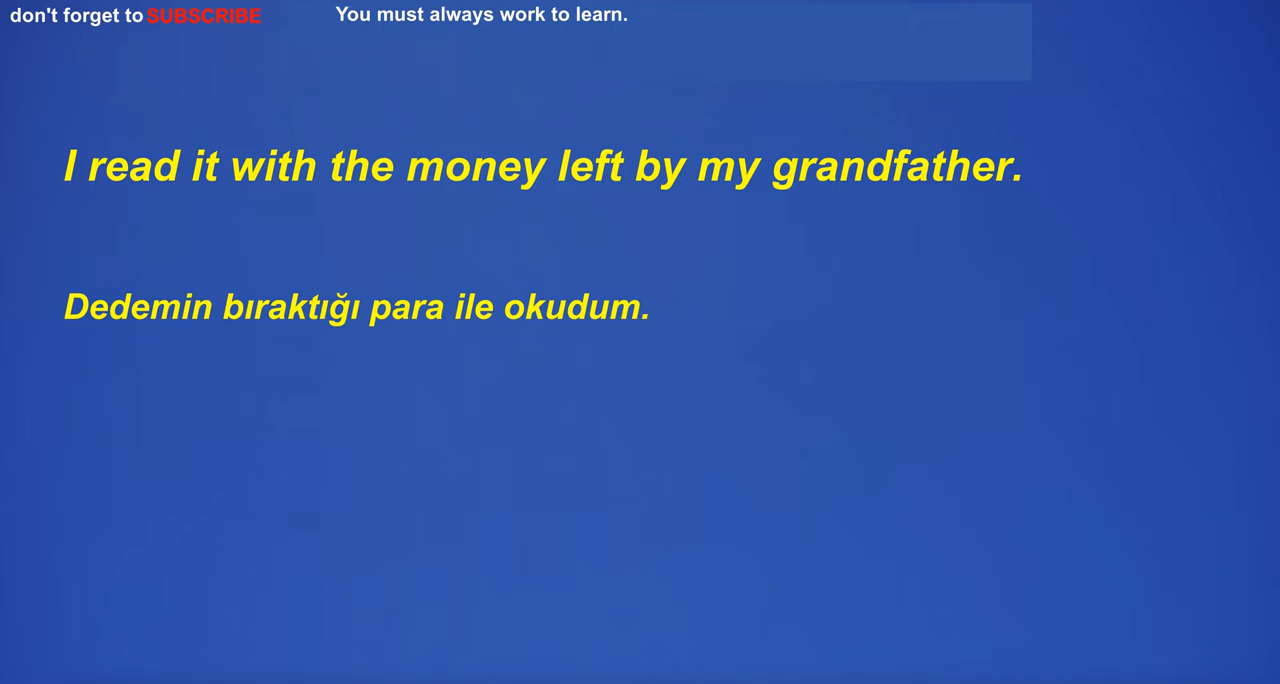 don't forget to SUBSCRIBE You must always work to learn.
I read it with the money left by my grandfather.
Dedemin bıraktığı para ile okudum.